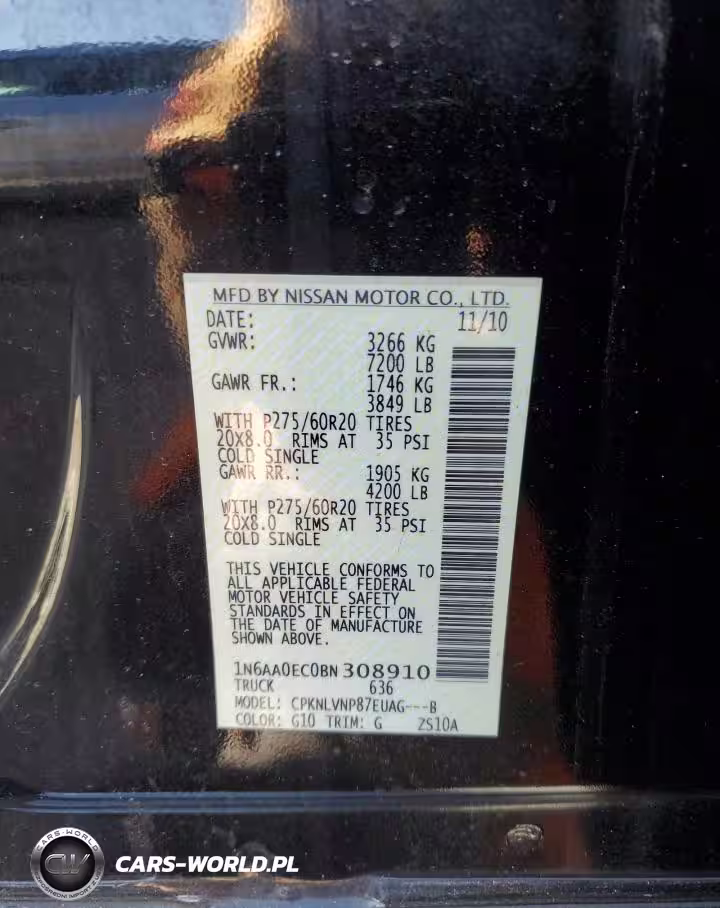 MFD BY NISSAN MOTOR CO., LTD.
DATE: 11/10
GVWR: 3266 KG
7200 LB
GAWR FR.: 1746 KG
3849 LB
WITH P275/60R20 TIRES
20X8.0 RIMS AT 35 PSI
COLD SINGLE
GAWR RR.: 1905 KG
4200 LB
WITH P275/60R20 TIRES
20X8.0 RIMS AT 35 PSI
COLD SINGLE
THIS VEHICLE CONFORMS TO
ALL APPLICABLE FEDERAL
MOTOR VEHICLE SAFETY
STANDARDS IN EFFECT ON
THE DATE OF MANUFACTURE
SHOWN ABOVE.
1N6AA0EC0BN308910
TRUCK 636
MODEL: CPKNLVNP87EUAG---B
COLOR: G10 TRIM: G 2S10A
CARS-WORLD
CW
CARS-WORLD.PL